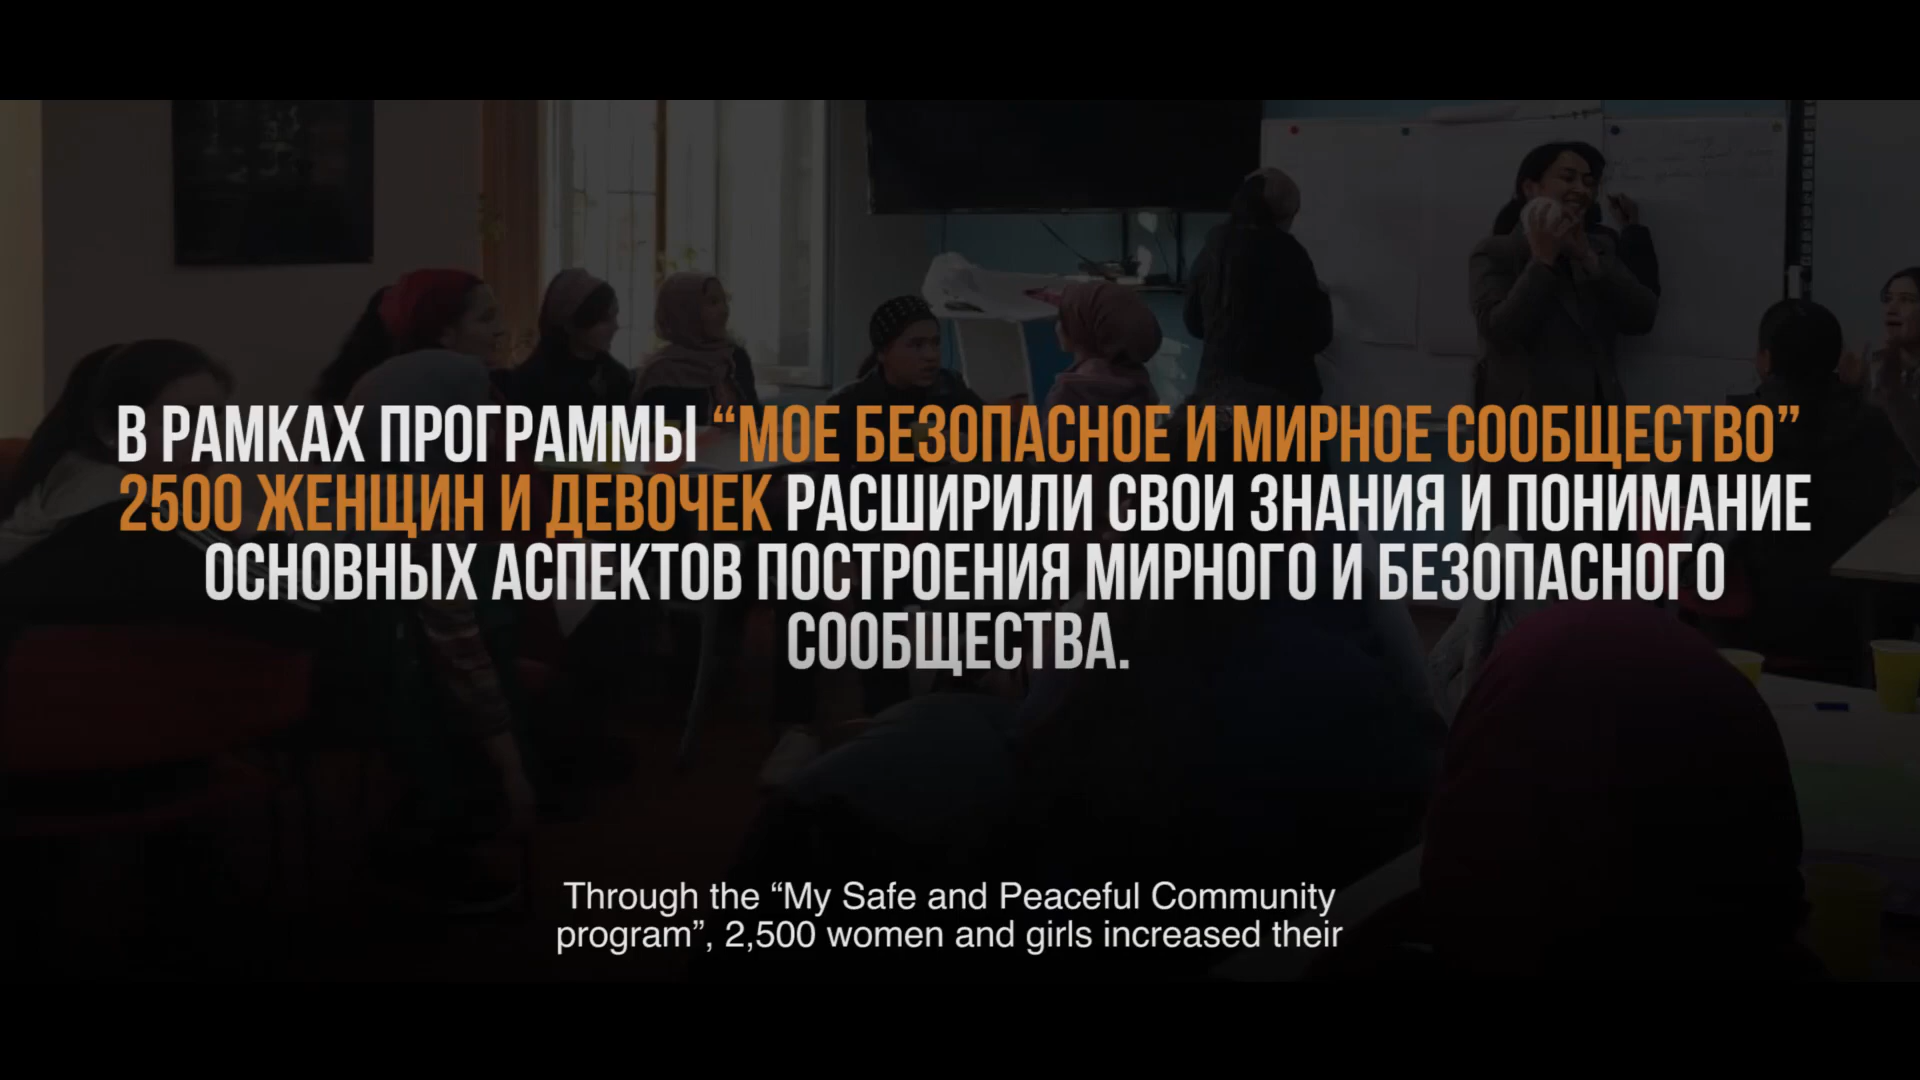 В РАМКАХ ПРОГРАММЫ “МОЕ БЕЗОПАСНОЕ И МИРНОЕ СООБЩЕСТВО”
2500 ЖЕНЩИН И ДЕВОЧЕК РАСШИРИЛИ СВОИ ЗНАНИЯ И ПОНИМАНИЕ
ОСНОВНЫХ АСПЕКТОВ ПОСТРОЕНИЯ МИРНОГО И БЕЗОПАСНОГО
СООБЩЕСТВА.
Through the “My Safe and Peaceful Community
program”, 2,500 women and girls increased their